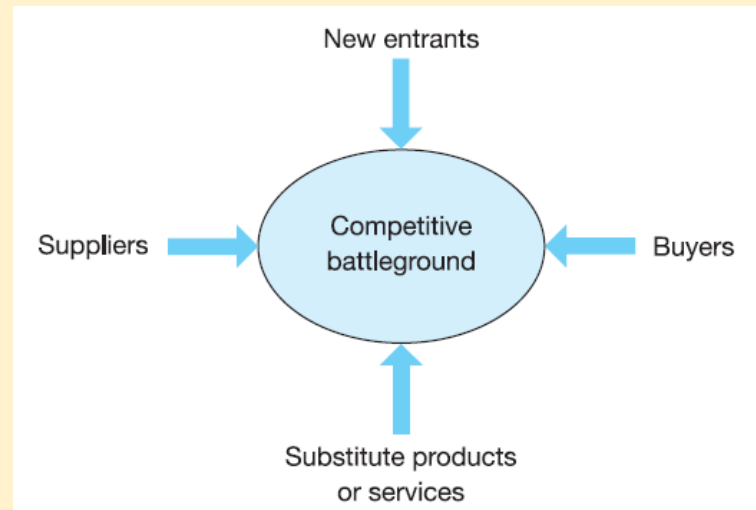 New entrants
Suppliers
Competitive
battleground
Buyers
Substitute products
or services